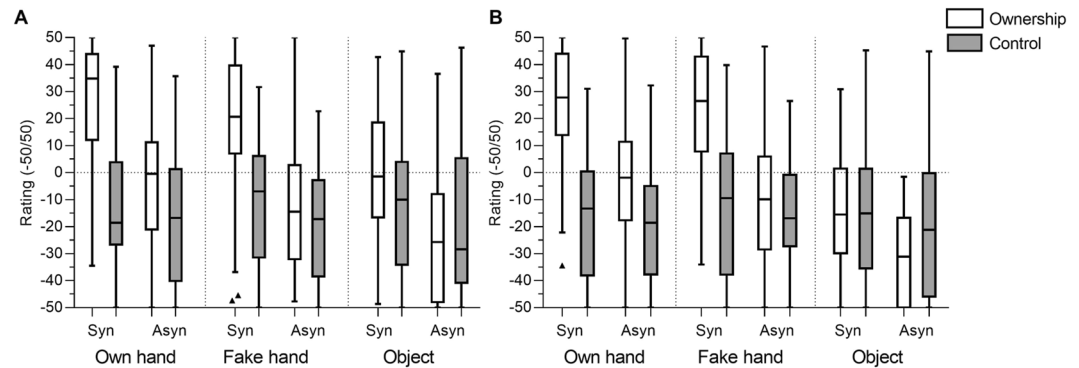 A
B
Ownership
Control
Rating (-50/50)
50
40
30
20
10
0
-10
-20
-30
-40
-50
Syn Asyn Syn Asyn Syn Asyn
Own hand Fake hand Object
Rating (-50/50)
50
40
30
20
10
0
-10
-20
-30
-40
-50
Syn Asyn Syn Asyn Syn Asyn
Own hand Fake hand Object